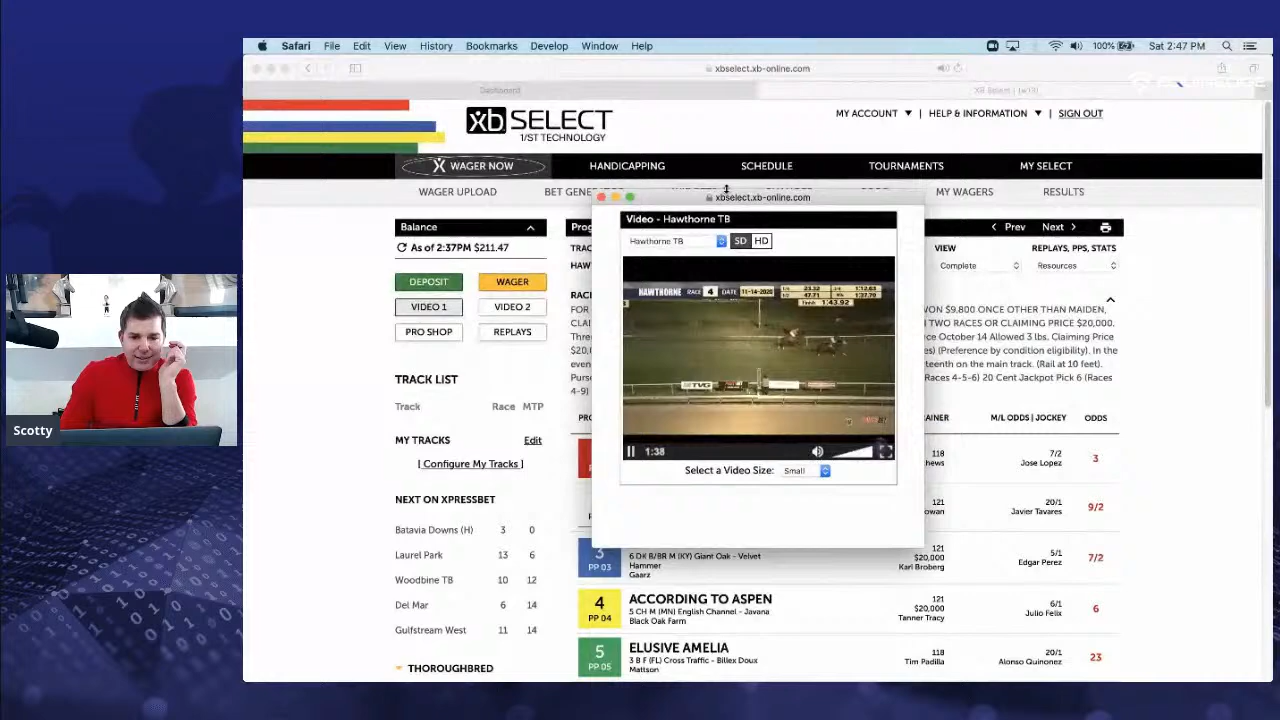 Safari File Edit View History Bookmarks Develop Window Help
100% Sat 2:47 PM
xbselect.xb-online.com
Dashboard
xb SELECT
1/ST TECHNOLOGY
MY ACCOUNT | HELP & INFORMATION | SIGN OUT
X WAGER NOW HANDICAPPING SCHEDULE TOURNAMENTS MY SELECT
WAGER UPLOAD MY WAGERS RESULTS
xbselect.xb-online.com
Balance
As of 2:37PM $211.47
DEPOSIT WAGER
VIDEO 1 VIDEO 2
PRO SHOP REPLAYS
TRACK LIST
Track Race MTP
MY TRACKS Edit
[ Configure My Tracks ]
NEXT ON XPRESSBET
Batavia Downs (H) 3 0
Laurel Park 13 6
Woodbine TB 10 12
Del Mar 6 14
Gulfstream West 11 14
THOROUGHBRED
Video - Hawthorne TB
Hawthorne TB SD HD
HAWTHORNE RACE 4 DATE 11-14-2020
1:43.92
TVG
1:38
Select a Video Size: Small
Prev Next
VIEW REPLAYS, PPS, STATS
Complete Resources
WON $9,800 ONCE OTHER THAN MAIDEN,
TWO RACES OR CLAIMING PRICE $20,000,
ce October 14 Allowed 3 lbs. Claiming
es) (Preference by condition eligibility). In the
teenth on the main track. (Rail at 10 feet).
(Races 4-5-6) 20 Cent Jackpot Pick 6 (Races
4-9)
M/L ODDS | JOCKEY ODDS
118 7/2
Jose Lopez 3
121 20/1
Javier Tavares 9/2
3
PP 03
6 DK B/BR M (KY) Giant Oak - Velvet
Hammer
Gaarz
121
$20,000
Karl Broberg
5/1
Edgar Perez
7/2
4
PP 04
ACCORDING TO ASPEN
5 CH M (MN) English Channel - Javana
Black Oak Farm
121
$20,000
Tanner Tracy
6/1
Julio Felix
6
5
PP 05
ELUSIVE AMELIA
3 B F (FL) Cross Traffic - Billex Doux
Mattson
118
Tim Padilla
20/1
Alonso Quinonez
23
Scotty